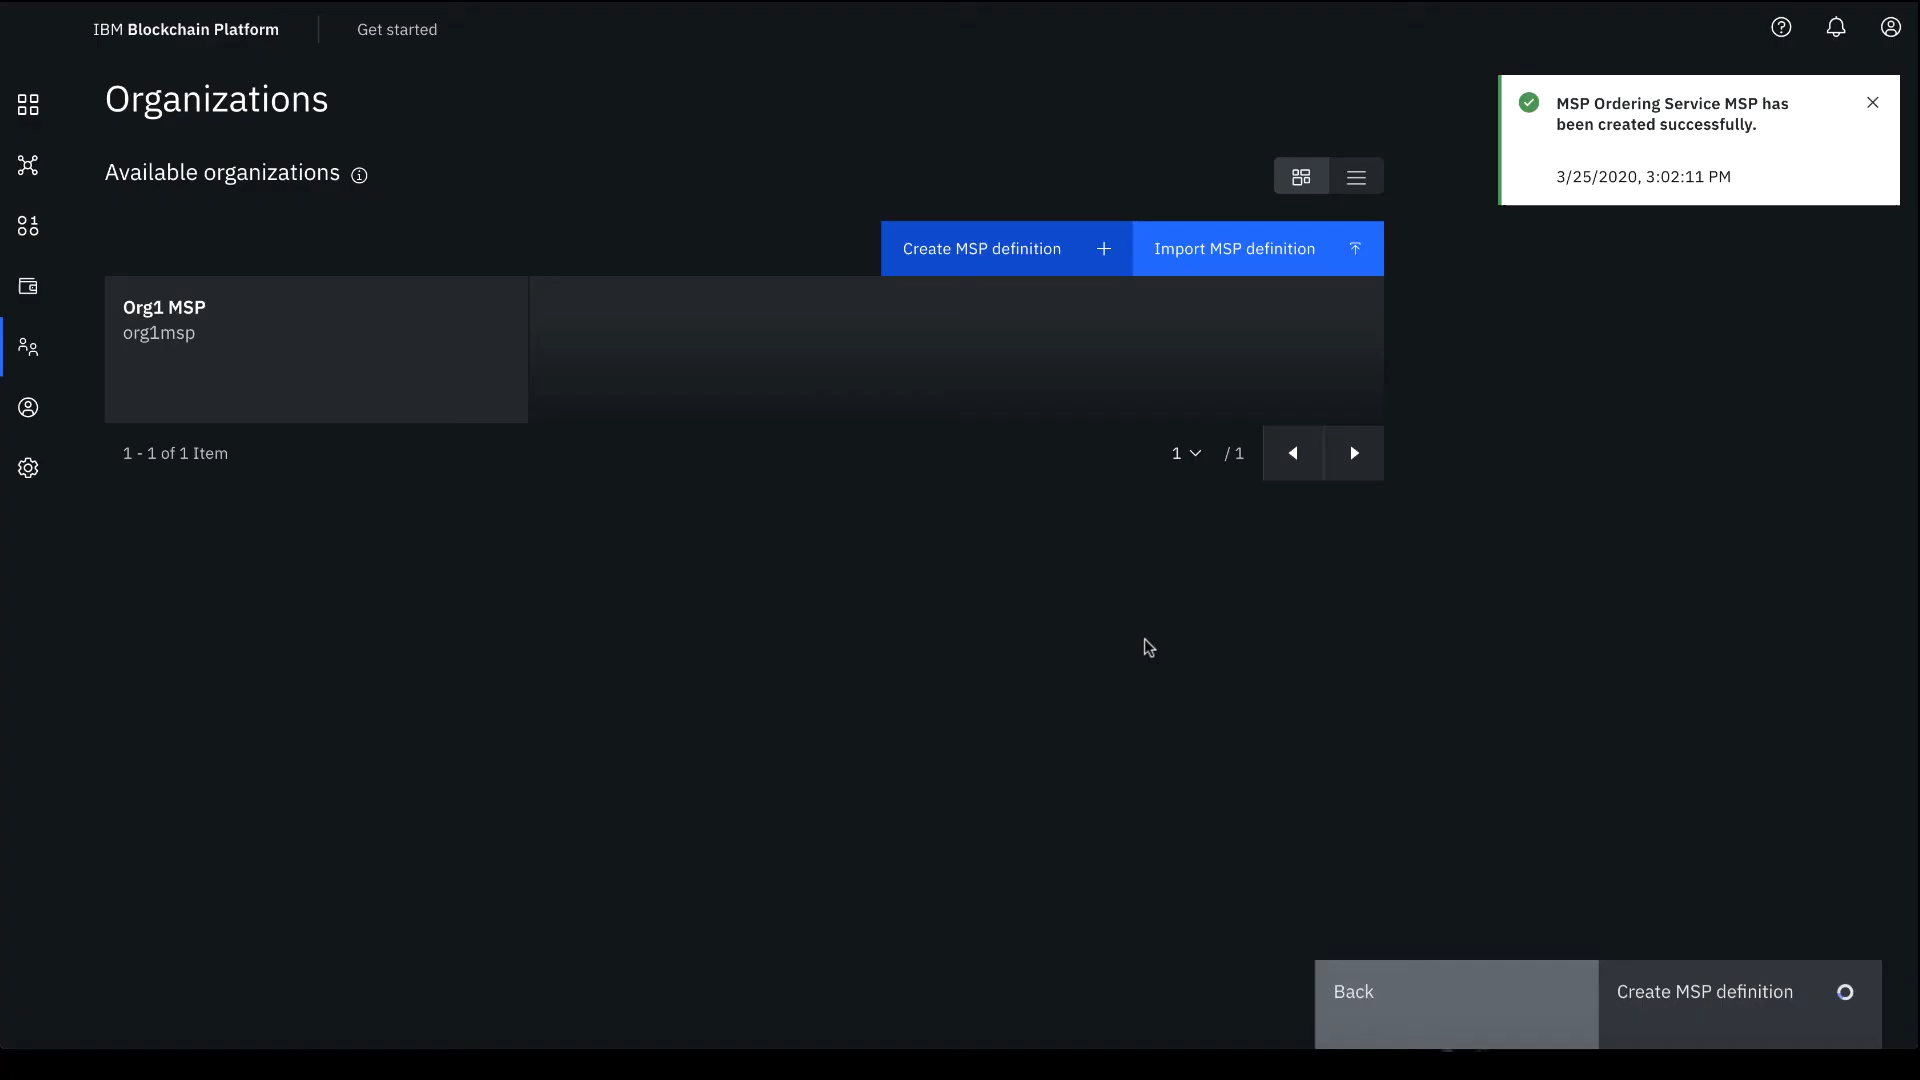 IBM Blockchain Platform
Get started
Organizations
MSP Ordering Service MSP has
been created successfully.
3/25/2020, 3:02:11 PM
Available organizations
Create MSP definition
Import MSP definition
Org1 MSP
org1msp
1 - 1 of 1 Item
1
/ 1
Back
Create MSP definition